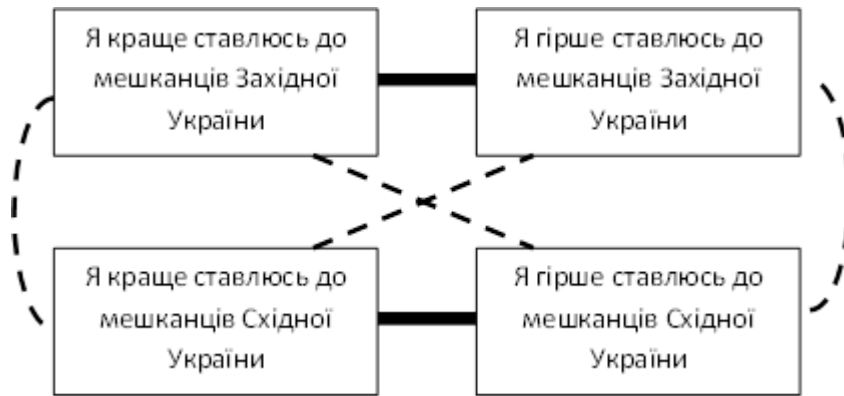 Я краще ставлюсь до
мешканців Західної
України
Я гірше ставлюсь до
мешканців Західної
України
Я краще ставлюсь до
мешканців Східної
України
Я гірше ставлюсь до
мешканців Східної
України